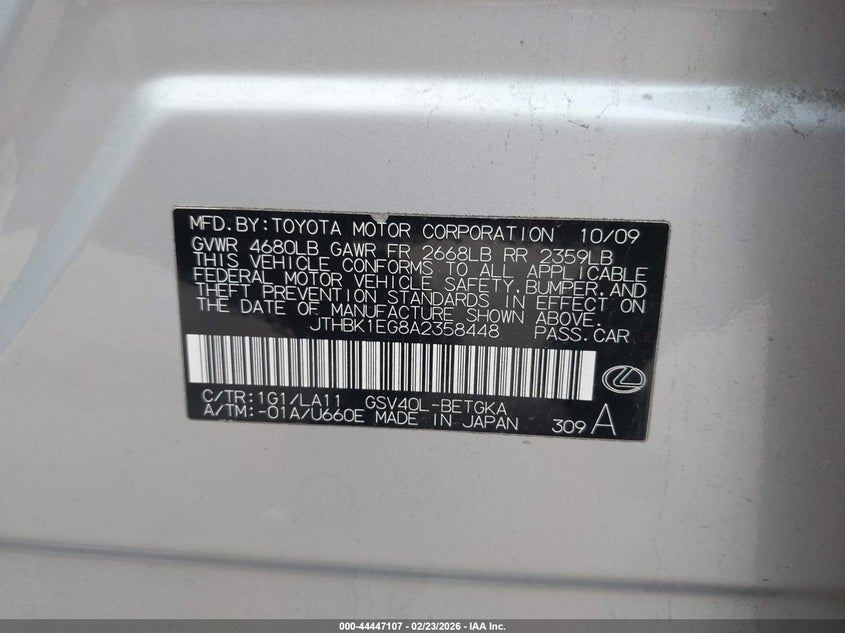 MFD.BY:TOYOTA MOTOR CORPORATION 10/09
GVWR 4680LB GAWR FR 2668LB RR 2359LB
THIS VEHICLE CONFORMS TO ALL APPLICABLE
FEDERAL MOTOR VEHICLE SAFETY,BUMPER,AND
THEFT PREVENTION STANDARDS IN EFFECT ON
THE DATE OF MANUFACTURE SHOWN ABOVE.
JTHBK1EG8A2358448 PASS.CAR
C/TR:1G1/LA11 GSV40L-BETGKA
A/TM:-01A/U660E MADE IN JAPAN 309 A
000-44447107 - 02/23/2026 - IAA Inc.